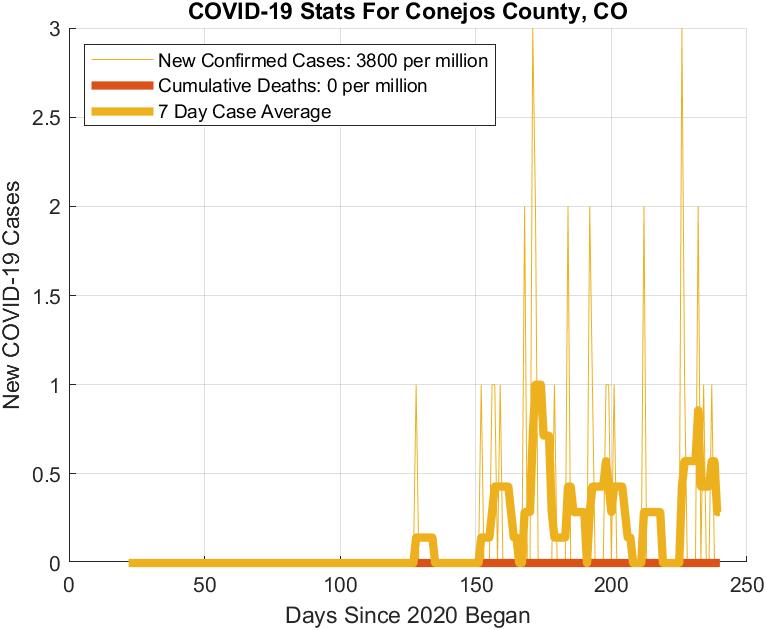 COVID-19 Stats For Conejos County, CO
New Confirmed Cases: 3800 per million
Cumulative Deaths: 0 per million
7 Day Case Average
New COVID-19 Cases
3
2.5
2
1.5
1
0.5
0
0 50 100 150 200 250
Days Since 2020 Began